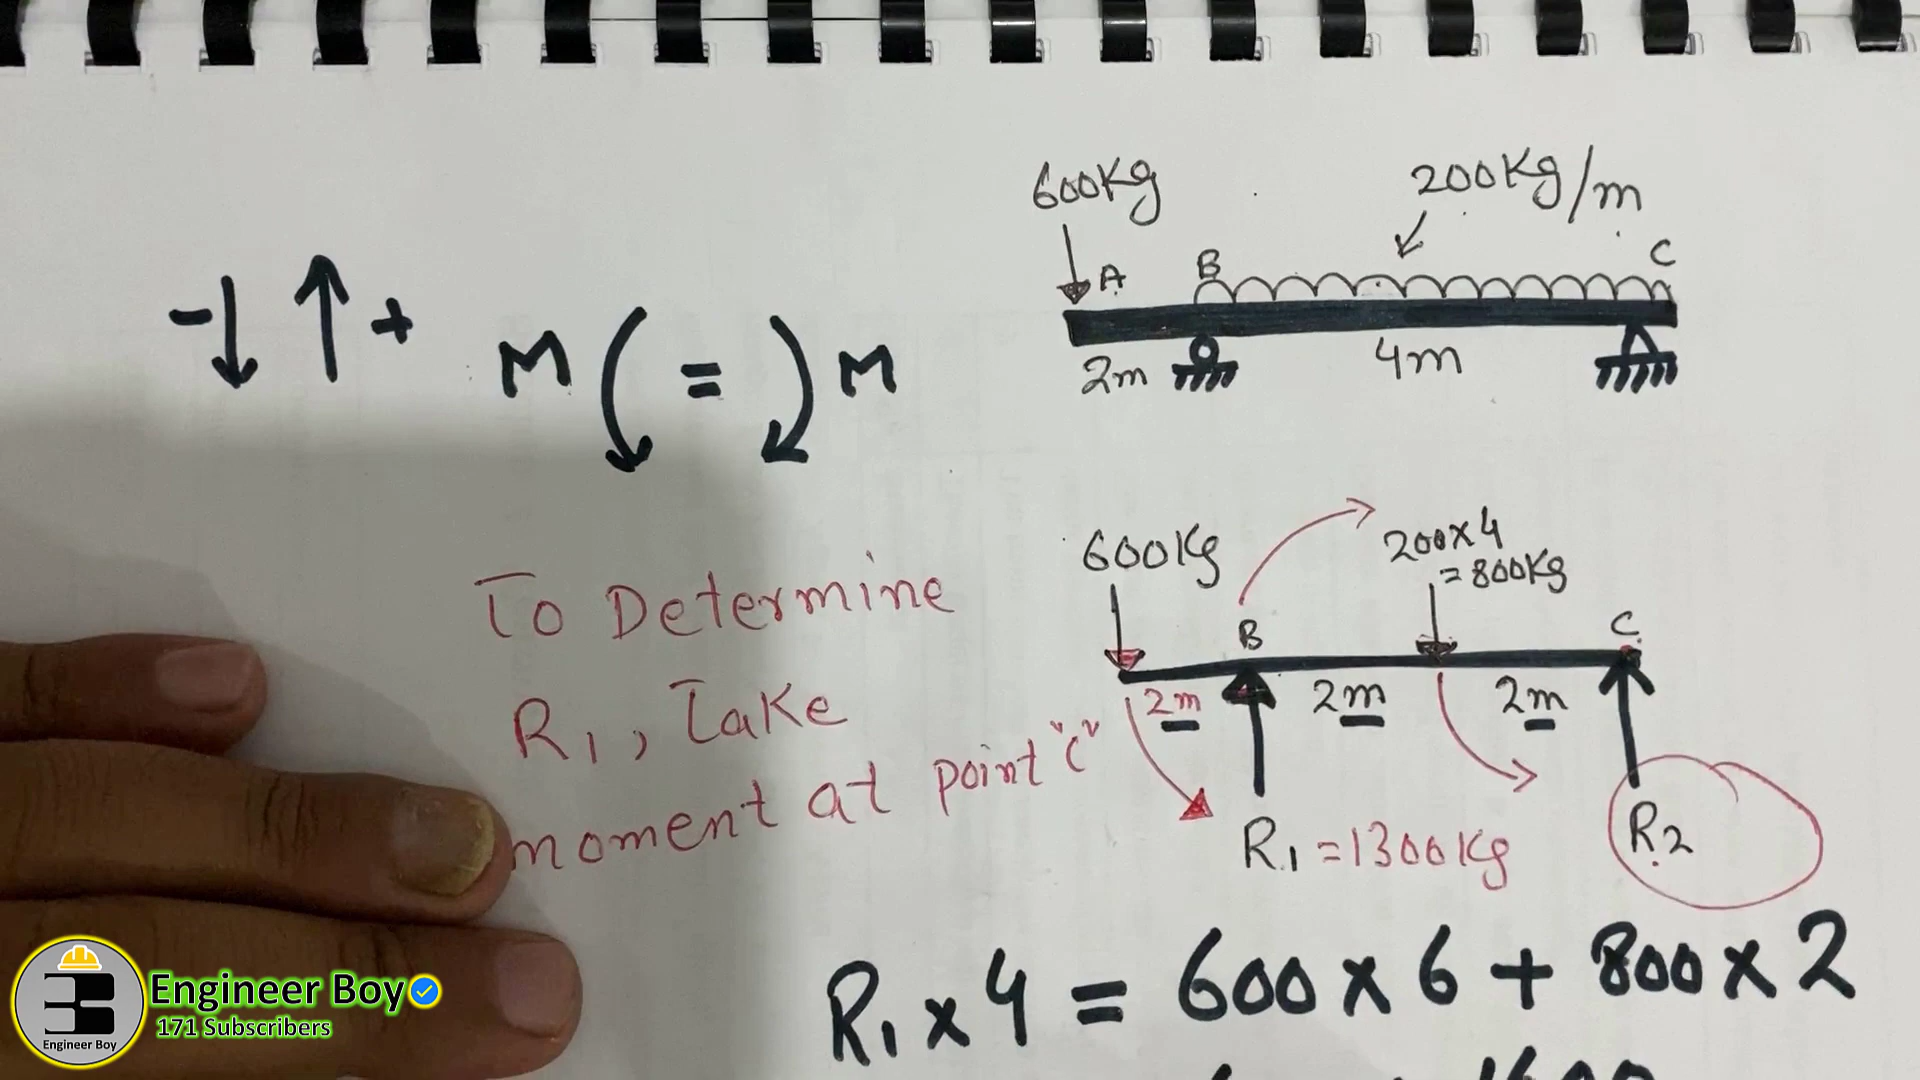 600Kg
200Kg/m
A
B
C
2m
4m
- +
M = M
600Kg
200x4
=800Kg
B
C
2m
2m
2m
To Determine
R1, Take
moment at point "C"
R1 =1300Kg
R2
R1 x 4 = 600 x 6 + 800 x 2
Engineer Boy
171 Subscribers
Engineer Boy